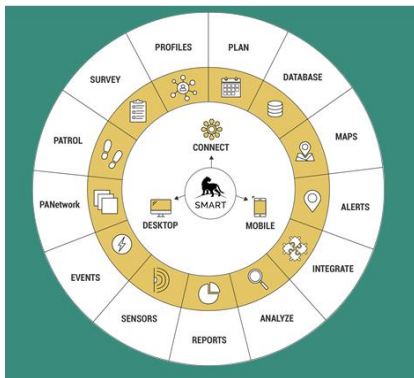 PROFILES
PLAN
DATABASE
MAPS
ALERTS
INTEGRATE
ANALYZE
REPORTS
SENSORS
EVENTS
PANetwork
PATROL
SURVEY
CONNECT
SMART
DESKTOP
MOBILE